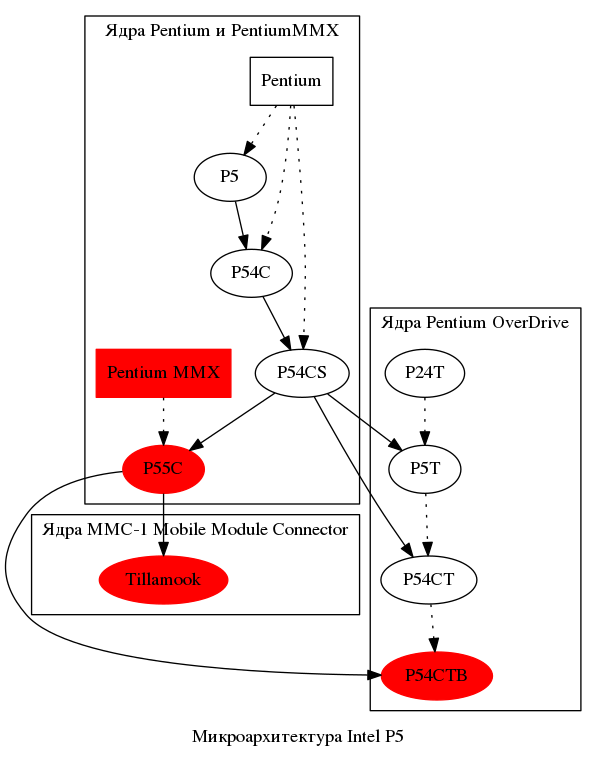 Ядра Pentium и PentiumMMX
Pentium
P5
P54C
Ядра Pentium OverDrive
Pentium MMX
P54CS
P24T
P55C
P5T
Ядра MMC-1 Mobile Module Connector
Tillamook
P54CT
P54CTB
Микроархитектура Intel P5